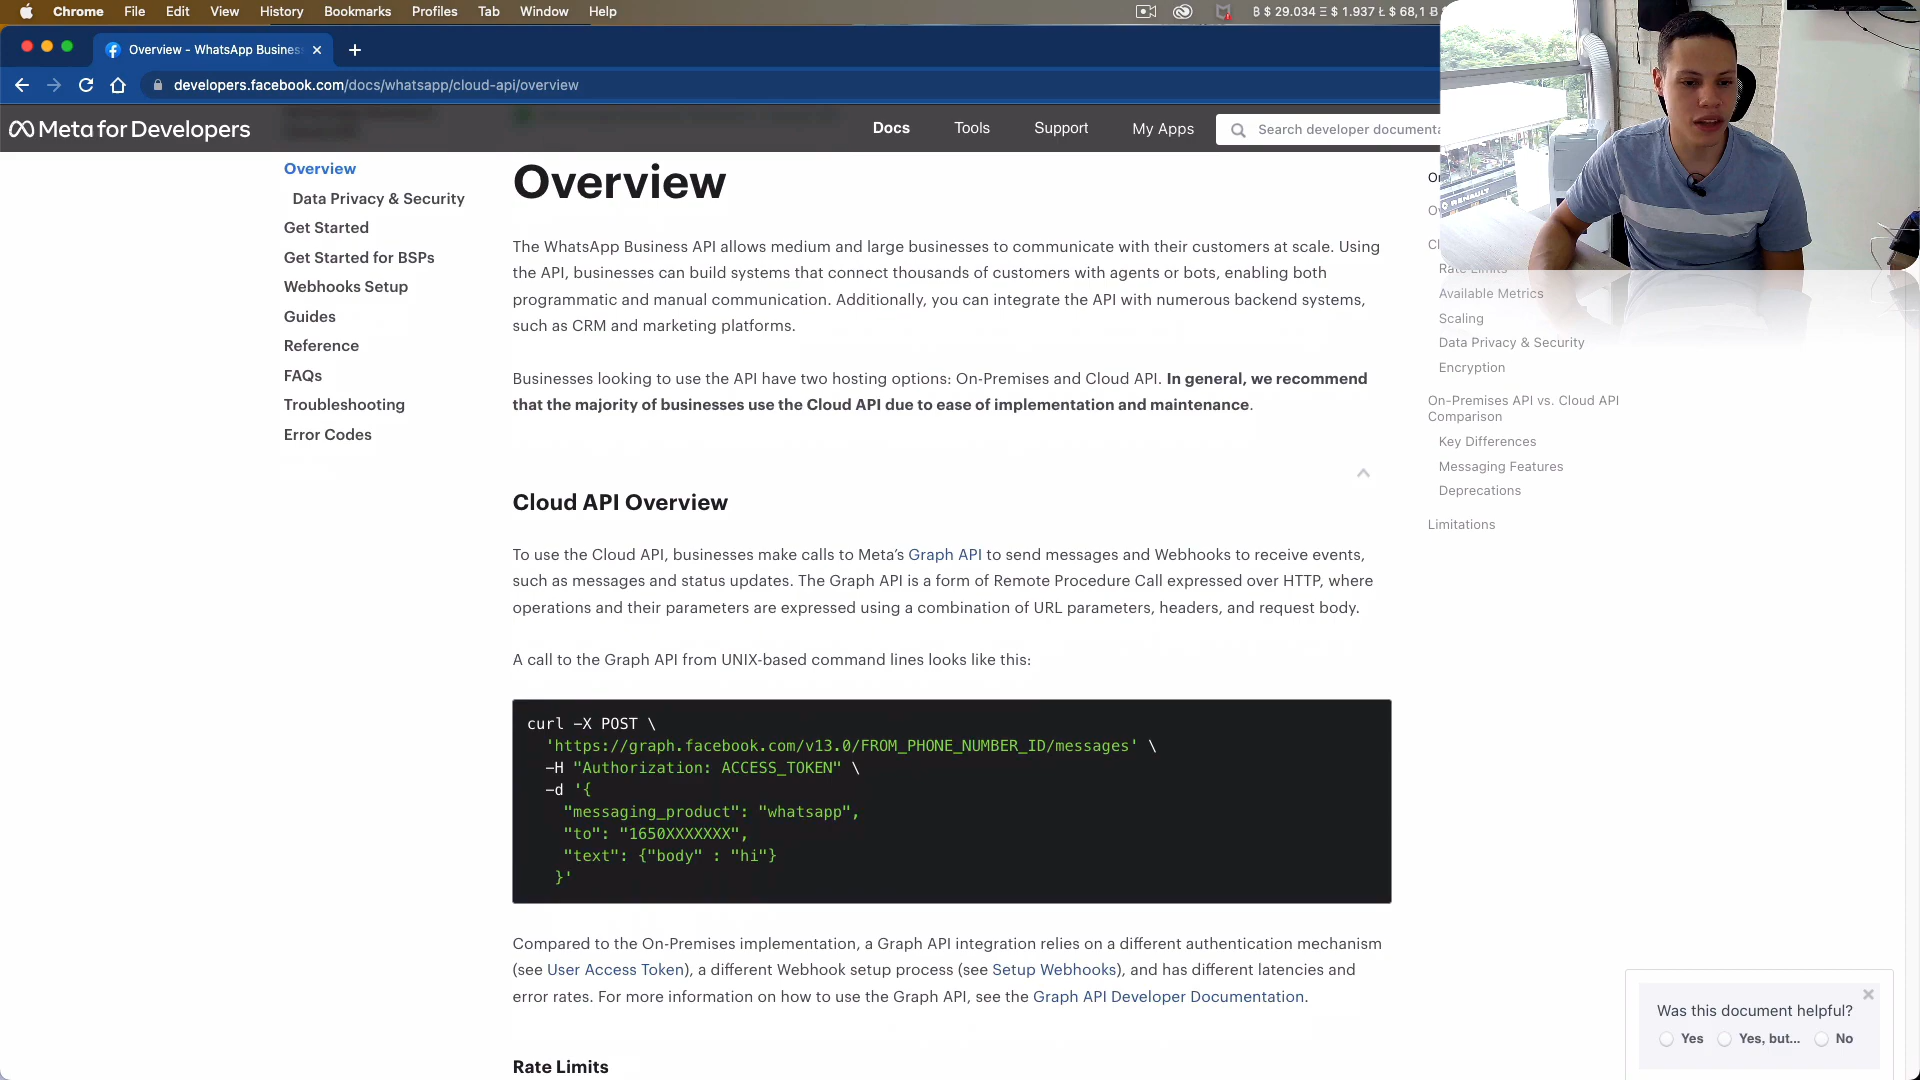 Chrome File Edit View History Bookmarks Profiles Tab Window Help
Ƀ $ 29.034 Ξ $ 1.937 Ł $ 68,1 Ƀ
Overview - WhatsApp Busines
developers.facebook.com/docs/whatsapp/cloud-api/overview
Meta for Developers
Docs Tools Support My Apps
Search developer documenta
Overview
Data Privacy & Security
Get Started
Get Started for BSPs
Webhooks Setup
Guides
Reference
FAQs
Troubleshooting
Error Codes
Overview
The WhatsApp Business API allows medium and large businesses to communicate with their customers at scale. Using
the API, businesses can build systems that connect thousands of customers with agents or bots, enabling both
programmatic and manual communication. Additionally, you can integrate the API with numerous backend systems,
such as CRM and marketing platforms.
Businesses looking to use the API have two hosting options: On-Premises and Cloud API. In general, we recommend
that the majority of businesses use the Cloud API due to ease of implementation and maintenance.
Cloud API Overview
To use the Cloud API, businesses make calls to Meta’s Graph API to send messages and Webhooks to receive events,
such as messages and status updates. The Graph API is a form of Remote Procedure Call expressed over HTTP, where
operations and their parameters are expressed using a combination of URL parameters, headers, and request body.
A call to the Graph API from UNIX-based command lines looks like this:
curl -X POST \
'https://graph.facebook.com/v13.0/FROM_PHONE_NUMBER_ID/messages' \
-H "Authorization: ACCESS_TOKEN" \
-d '{
"messaging_product": "whatsapp",
"to": "1650XXXXXXX",
"text": {"body" : "hi"}
}'
Compared to the On-Premises implementation, a Graph API integration relies on a different authentication mechanism
(see User Access Token), a different Webhook setup process (see Setup Webhooks), and has different latencies and
error rates. For more information on how to use the Graph API, see the Graph API Developer Documentation.
Rate Limits
RENAULT
Rate Limits
Available Metrics
Scaling
Data Privacy & Security
Encryption
On-Premises API vs. Cloud API
Comparison
Key Differences
Messaging Features
Deprecations
Limitations
Was this document helpful?
Yes Yes, but... No